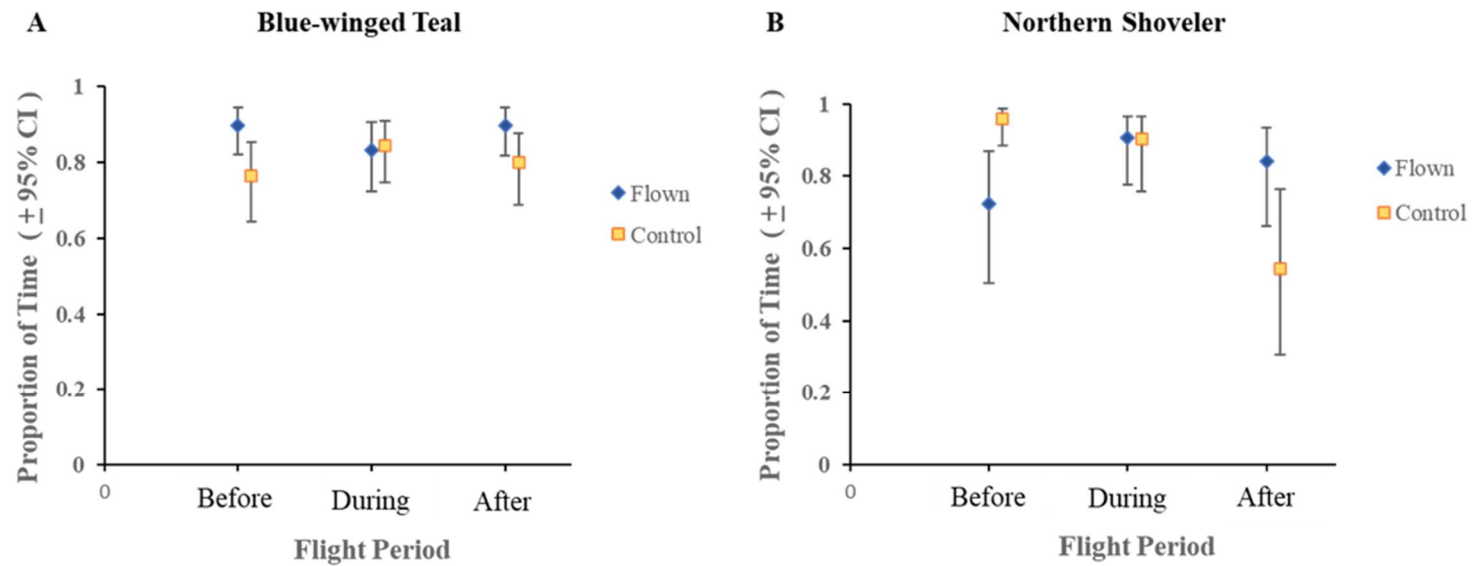 A
Blue-winged Teal
Proportion of Time ( ± 95% CI )
1
0.8
0.6
0.4
0.2
0
0
Before
During
After
Flight Period
Flown
Control
B
Northern Shoveler
Proportion of Time ( ± 95% CI )
1
0.8
0.6
0.4
0.2
0
0
Before
During
After
Flight Period
Flown
Control